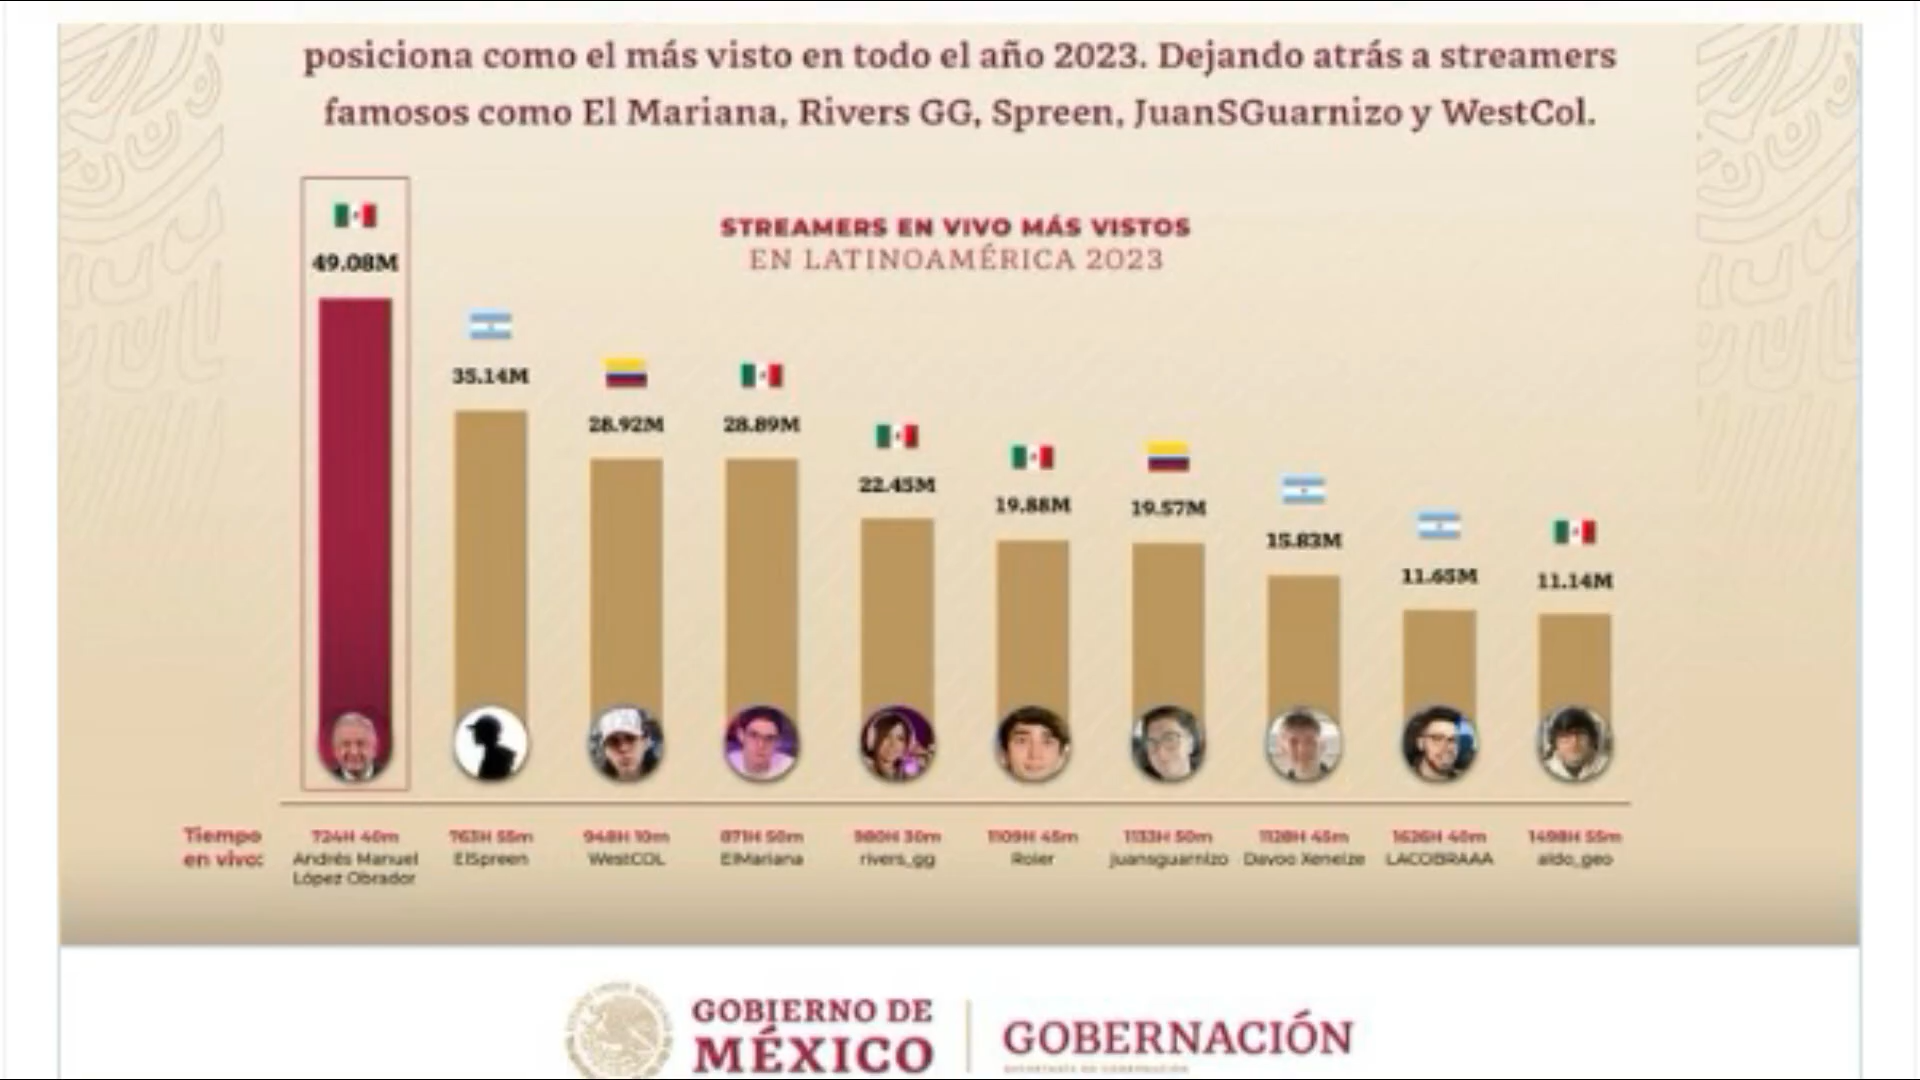 posiciona como el más visto en todo el año 2023. Dejando atrás a streamers
famosos como El Mariana, Rivers GG, Spreen, JuanSGuarnizo y WestCol.
STREAMERS EN VIVO MÁS VISTOS
EN LATINOAMÉRICA 2023
49.08M
35.14M
28.92M
28.89M
22.45M
19.88M
19.57M
15.83M
11.65M
11.14M
Tiempo
en vivo:
724H 40m
Andrés Manuel
López Obrador
763H 55m
ElSpreen
948H 10m
WestCOL
871H 50m
ElMariana
980H 30m
rivers_gg
1109H 45m
Roier
1133H 50m
juansguarnizo
1128H 45m
Davoo Xeneize
1626H 40m
LACOBRAAA
1498H 55m
aldo_geo
GOBIERNO DE
MÉXICO
GOBERNACIÓN
SECRETARÍA DE GOBERNACIÓN